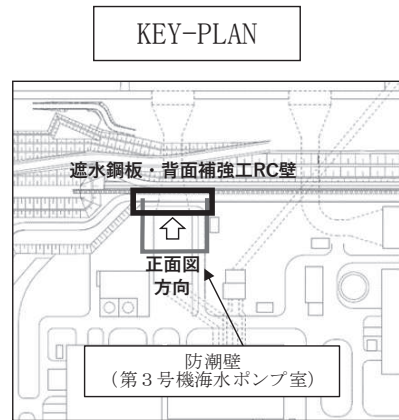 KEY-PLAN
遮水鋼板・背面補強工RC壁
正面図
方向
防潮壁
(第3号機海水ポンプ室)